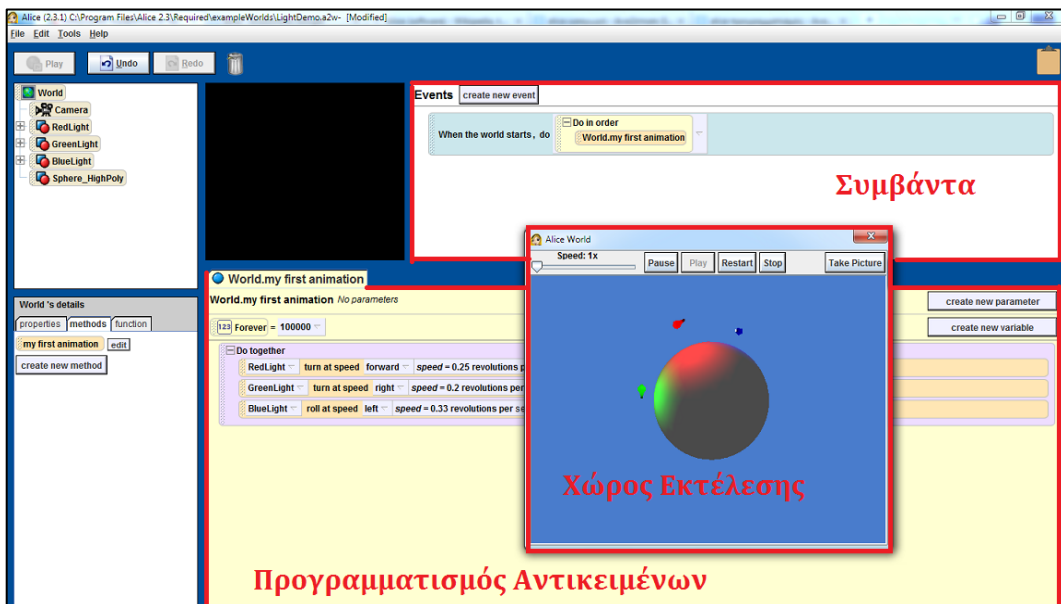 Alice (2.3.1) C:\Program Files\Alice 2.3\Required\exampleWorlds\LightDemo.a2w- [Modified]
File Edit Tools Help
Play Undo Redo
World
Camera
RedLight
GreenLight
BlueLight
Sphere_HighPoly
Events create new event
When the world starts, do
Do in order
World.my first animation
Συμβάντα
World 's details
properties methods function
my first animation edit
create new method
World.my first animation
World.my first animation No parameters
create new parameter
123 Forever = 100000
create new variable
Do together
RedLight turn at speed forward speed = 0.25 revolutions
GreenLight turn at speed right speed = 0.2 revolutions per
BlueLight roll at speed left speed = 0.33 revolutions per
Alice World
Speed: 1x Pause Play Restart Stop Take Picture
Χώρος Εκτέλεσης
Προγραμματισμός Αντικειμένων